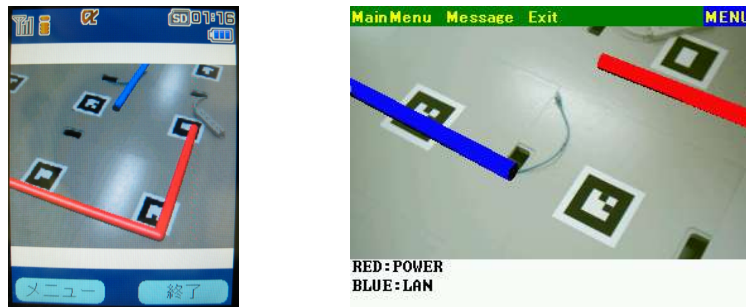 α
SD 01:16
メニュー
終了
MainMenu Message Exit
MENU
RED:POWER
BLUE:LAN